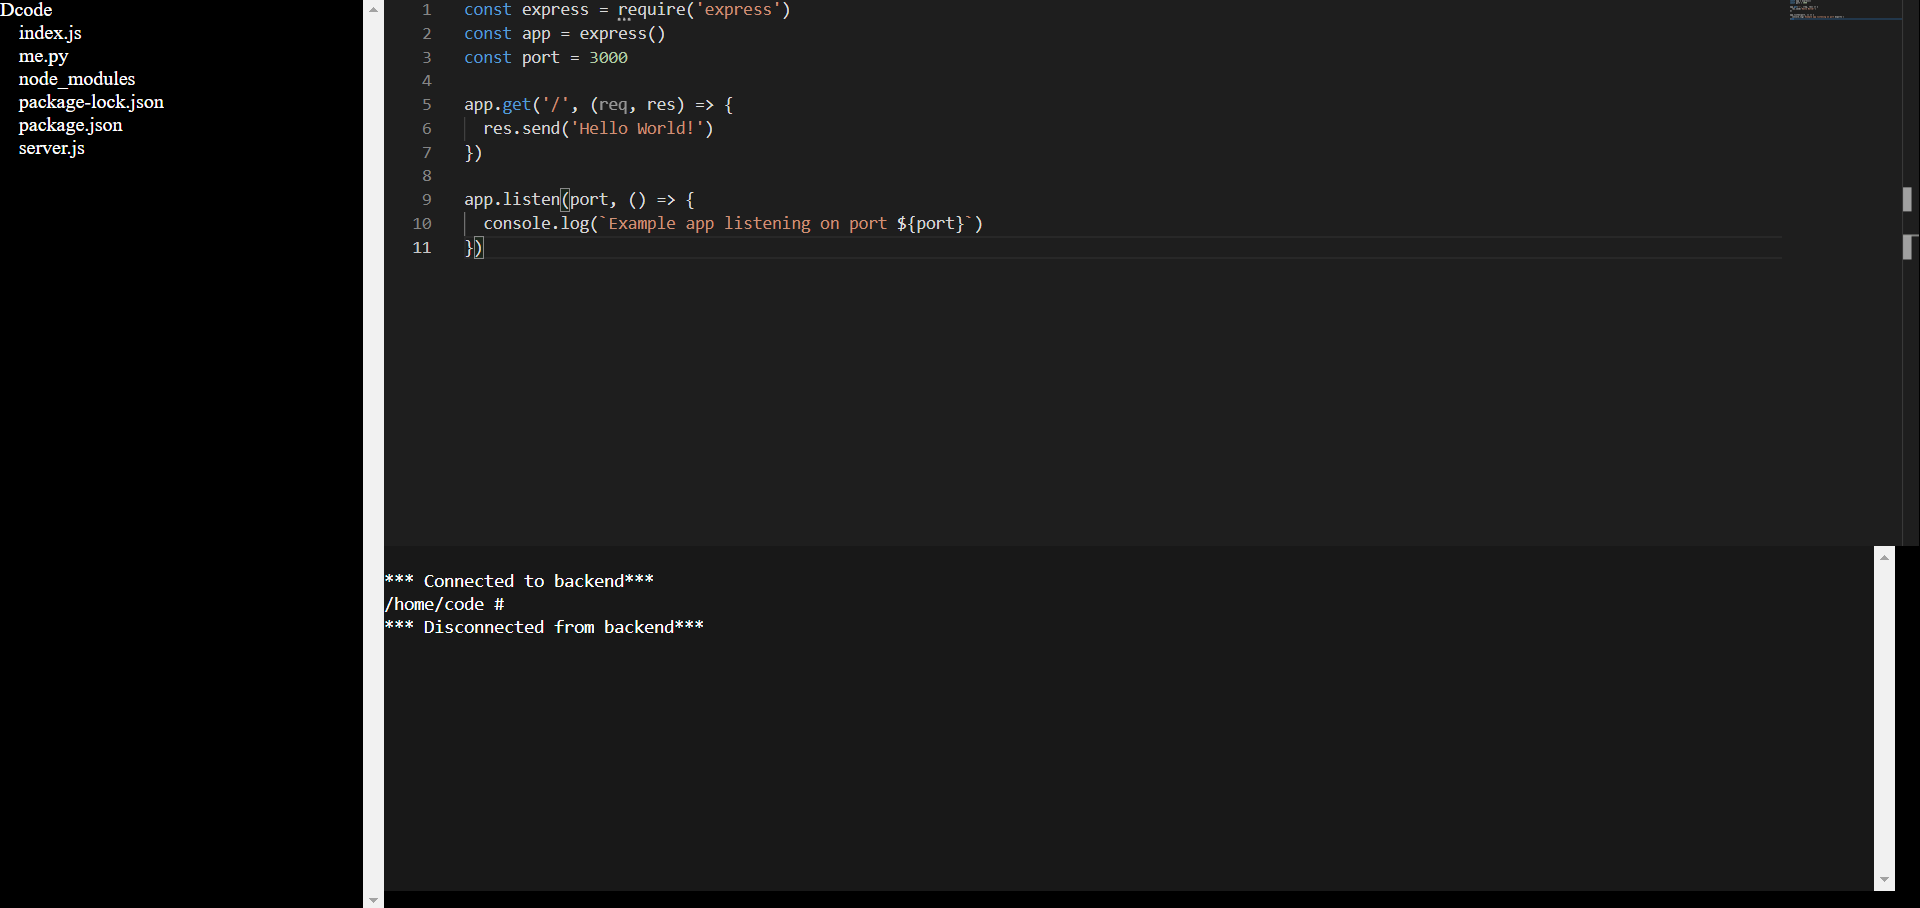 Dcode
index.js
me.py
node_modules
package-lock.json
package.json
server.js
1 const express = require('express')
2 const app = express()
3 const port = 3000
4
5 app.get('/', (req, res) => {
6 res.send('Hello World!')
7 })
8
9 app.listen(port, () => {
10 console.log(`Example app listening on port ${port}`)
11 })
*** Connected to backend***
/home/code #
*** Disconnected from backend***